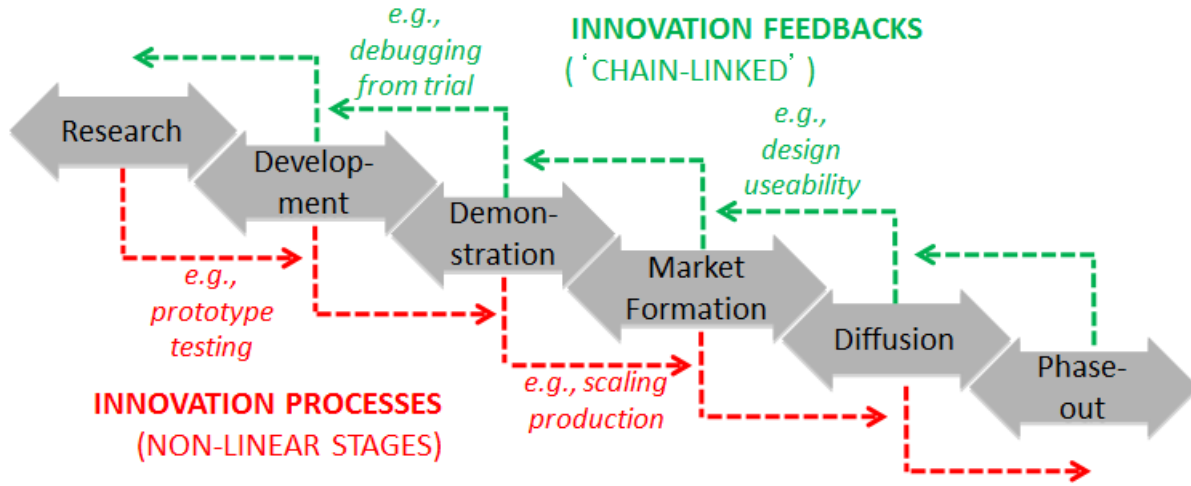 e.g.,
debugging
from trial
INNOVATION FEEDBACKS
( ‘CHAIN-LINKED’ )
Research
Develop-
ment
e.g.,
design
useability
Demon-
stration
Market
Formation
e.g.,
prototype
testing
Diffusion
Phase-
out
e.g., scaling
production
INNOVATION PROCESSES
(NON-LINEAR STAGES)